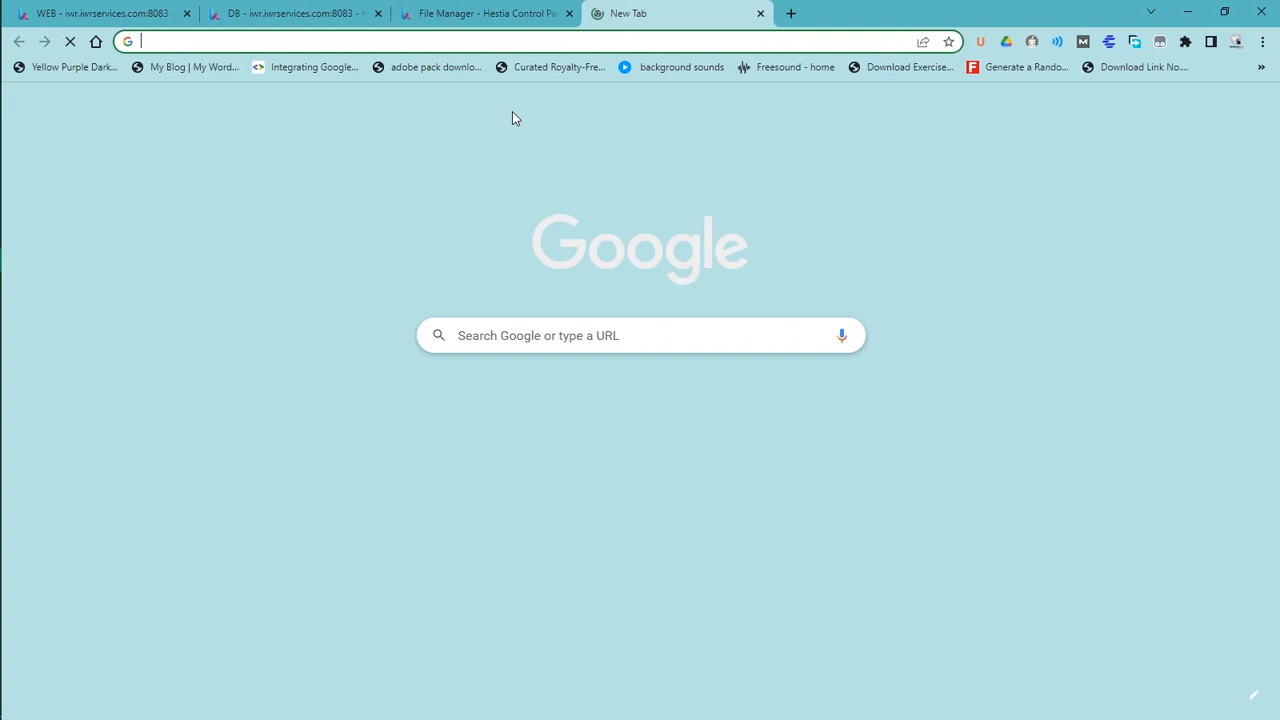 WEB - iwr.iwrservices.com:8083 -
DB - iwr.iwrservices.com:8083 - H
File Manager - Hestia Control Pa
New Tab
Yellow Purple Dark...
My Blog | My Word...
Integrating Google...
adobe pack downlo...
Curated Royalty-Fre...
background sounds
Freesound - home
Download Exercise...
Generate a Rando...
Download Link No....
Google
Search Google or type a URL